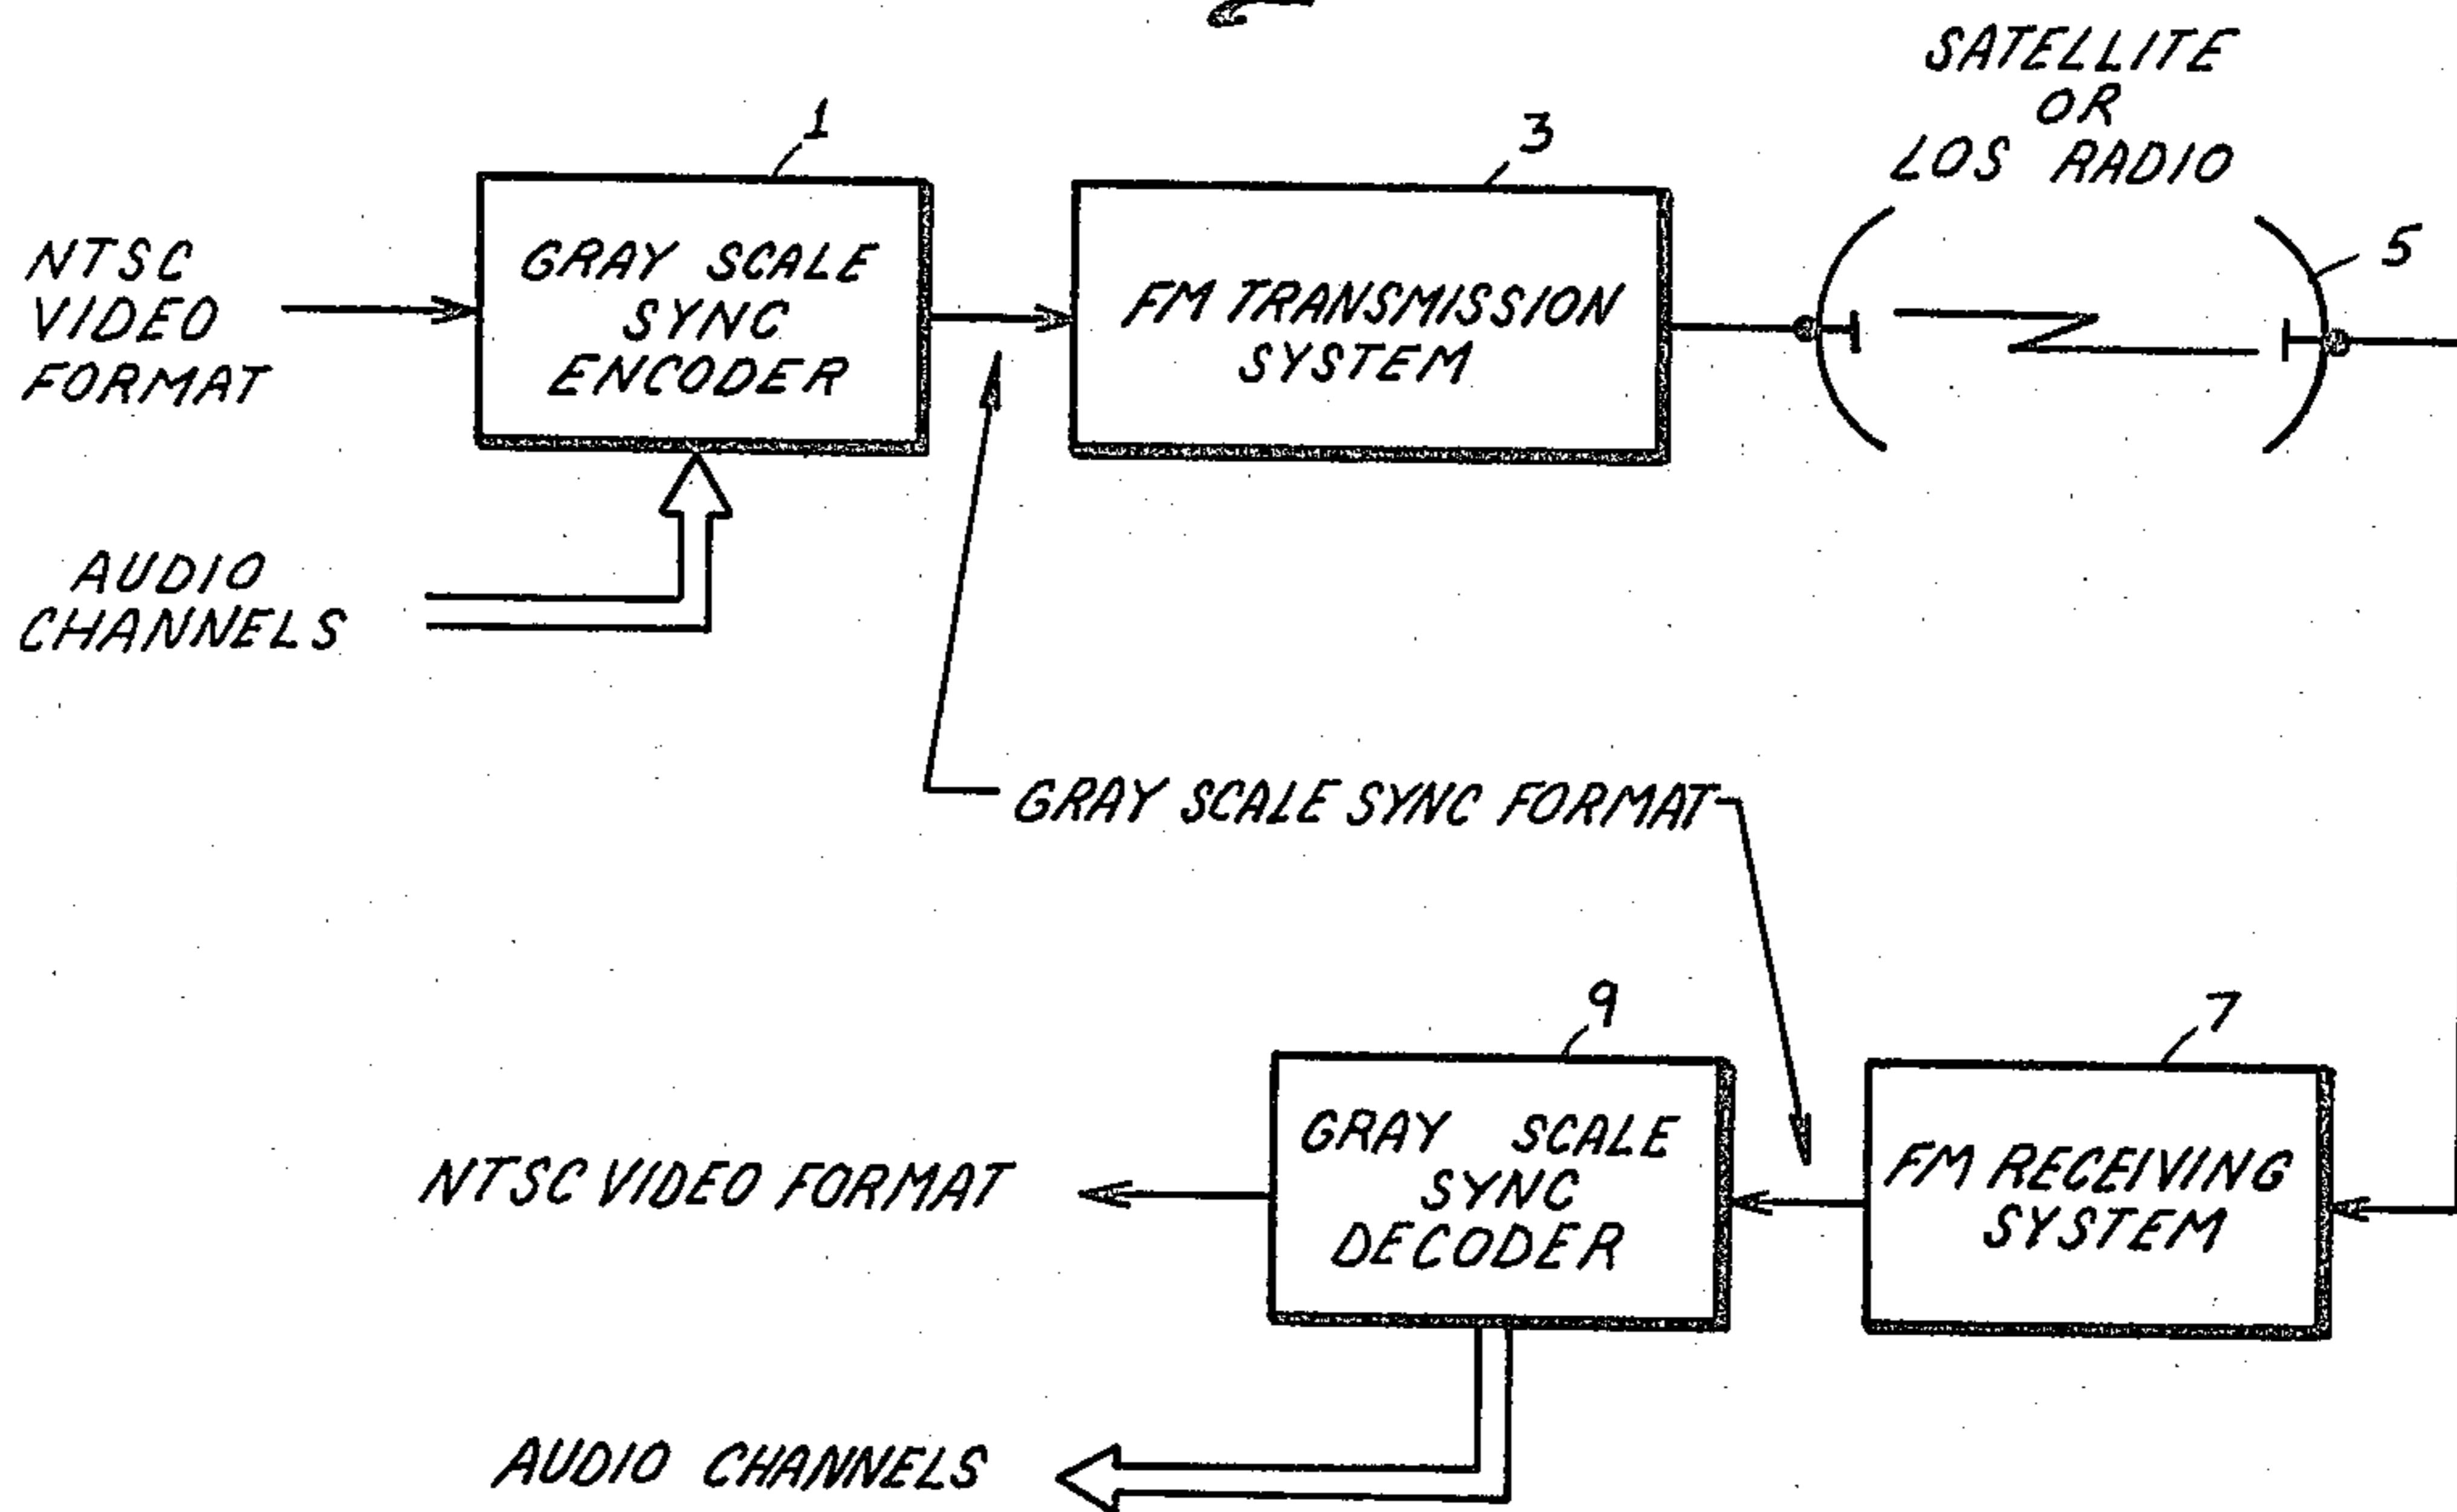 SATELLITE
OR
LOS RADIO
1
3
5
NTSC
VIDEO
FORMAT
GRAY SCALE
SYNC
ENCODER
FM TRANSMISSION
SYSTEM
AUDIO
CHANNELS
GRAY SCALE SYNC FORMAT
9
7
NTSC VIDEO FORMAT
GRAY SCALE
SYNC
DECODER
FM RECEIVING
SYSTEM
AUDIO CHANNELS